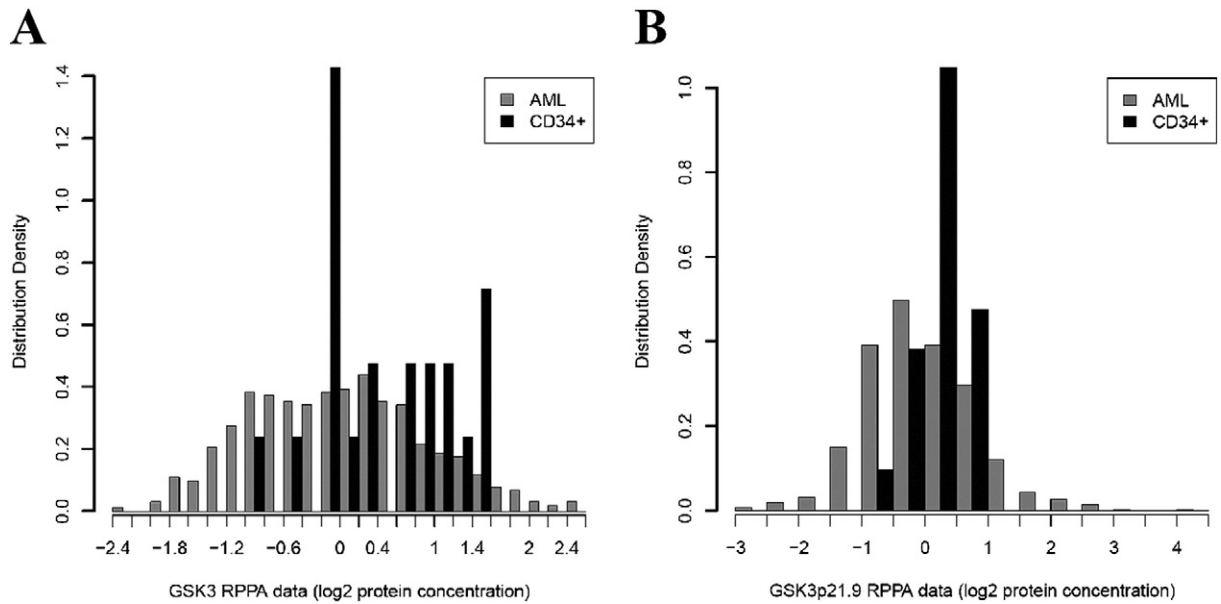 A
B
AML
CD34+
AML
CD34+
Distribution Density
0.0 0.2 0.4 0.6 0.8 1.0 1.2 1.4
−2.4 −1.8 −1.2 −0.6 0 0.4 1 1.4 2 2.4
GSK3 RPPA data (log2 protein concentration)
Distribution Density
0.0 0.2 0.4 0.6 0.8 1.0
−3 −2 −1 0 1 2 3 4
GSK3p21.9 RPPA data (log2 protein concentration)